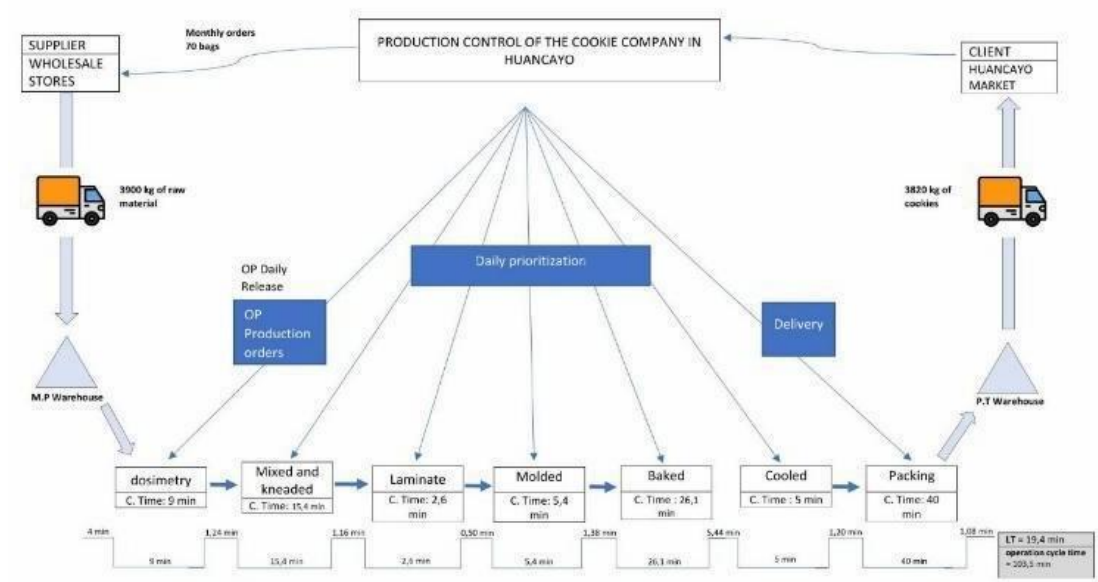 Monthly orders
70 bags
SUPPLIER
WHOLESALE
STORES
PRODUCTION CONTROL OF THE COOKIE COMPANY IN
HUANCAYO
CLIENT
HUANCAYO
MARKET
3900 kg of raw
material
3820 kg of
cookies
Daily prioritization
OP Daily
Release
OP
Production
orders
Delivery
M.P Warehouse
P.T Warehouse
dosimetry
C. Time: 9 min
Mixed and
kneaded
C. Time: 15,4 min
Laminate
C. Time: 2,6
min
Molded
C. Time: 5,4
min
Baked
C. Time : 26,1
min
Cooled
C. Time : 5 min
Packing
C. Time: 40
min
4 min
1,24 min
1,16 min
0,50 min
1,38 min
5,44 min
1,20 min
1,08 min
9 min
15,4 min
2,6 min
5,4 min
26,1 min
5 min
40 min
LT = 19,4 min
operation cycle time
= 103,5 min